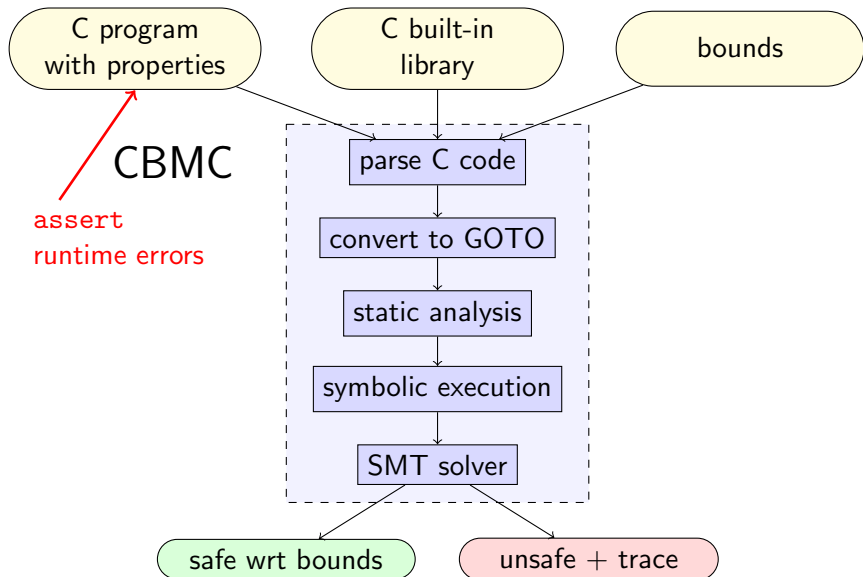 C program
with properties
C built-in
library
bounds
CBMC
parse C code
assert
runtime errors
convert to GOTO
static analysis
symbolic execution
SMT solver
safe wrt bounds
unsafe + trace